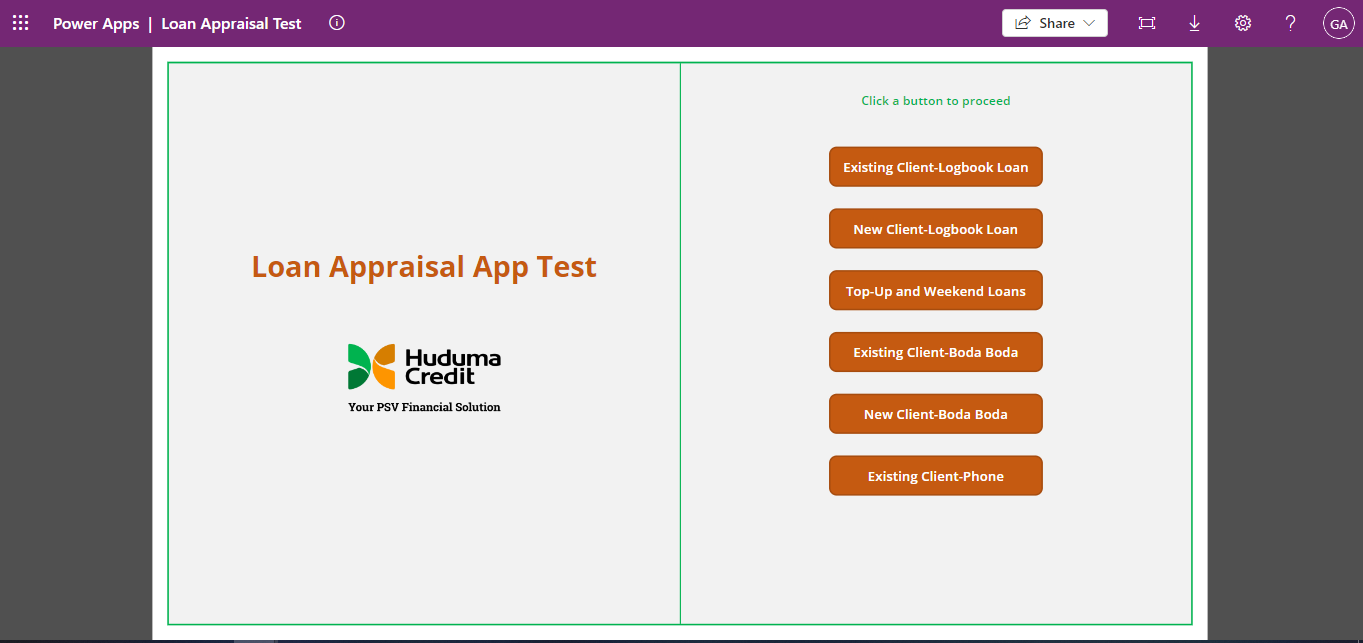 Power Apps | Loan Appraisal Test
Share
GA
Loan Appraisal App Test
Huduma
Credit
Your PSV Financial Solution
Click a button to proceed
Existing Client-Logbook Loan
New Client-Logbook Loan
Top-Up and Weekend Loans
Existing Client-Boda Boda
New Client-Boda Boda
Existing Client-Phone